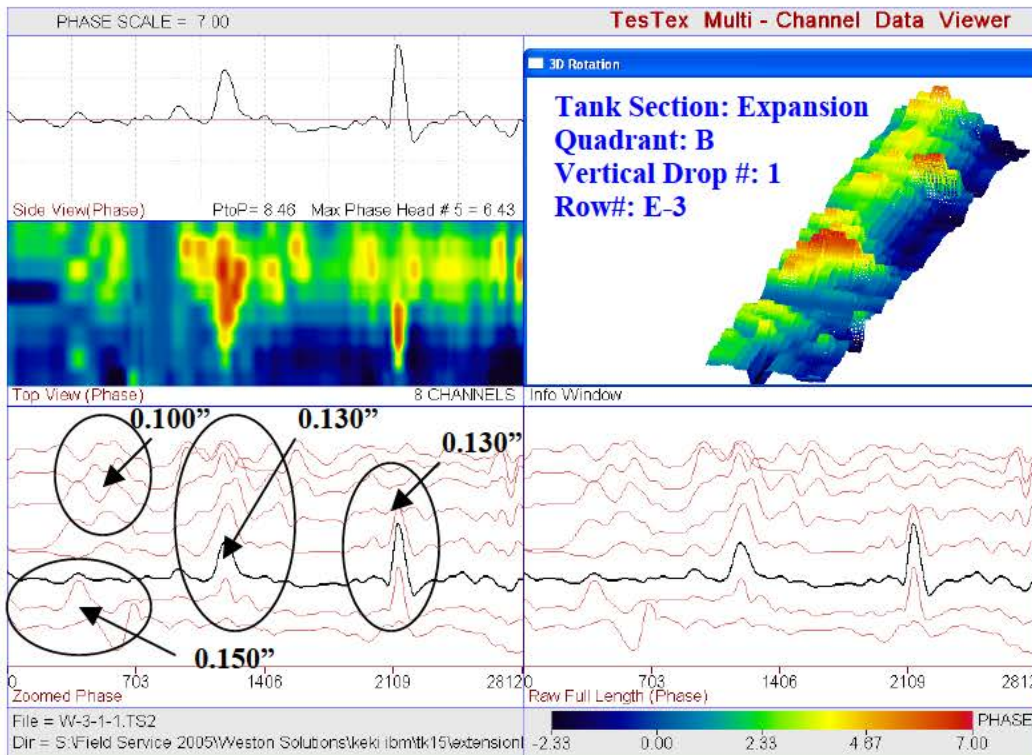 PHASE SCALE = 7.00
TesTex Multi - Channel Data Viewer
3D Rotation
Tank Section: Expansion
Quadrant: B
Vertical Drop #: 1
Row#: E-3
Side View(Phase) PtoP= 8.46 Max Phase Head # 5 = 6.43
Top View (Phase) 8 CHANNELS
Info Window
0.100” 0.130” 0.130”
0.150”
0 703 1406 2109 2812
0 703 1406 2109 2812
Zoomed Phase
Raw Full Length (Phase)
File = W-3-1-1.TS2
Dir = S:\Field Service 2005\Weston Solutions\keki ibm\tk15\extension
PHASE
-2.33 0.00 2.33 4.67 7.00